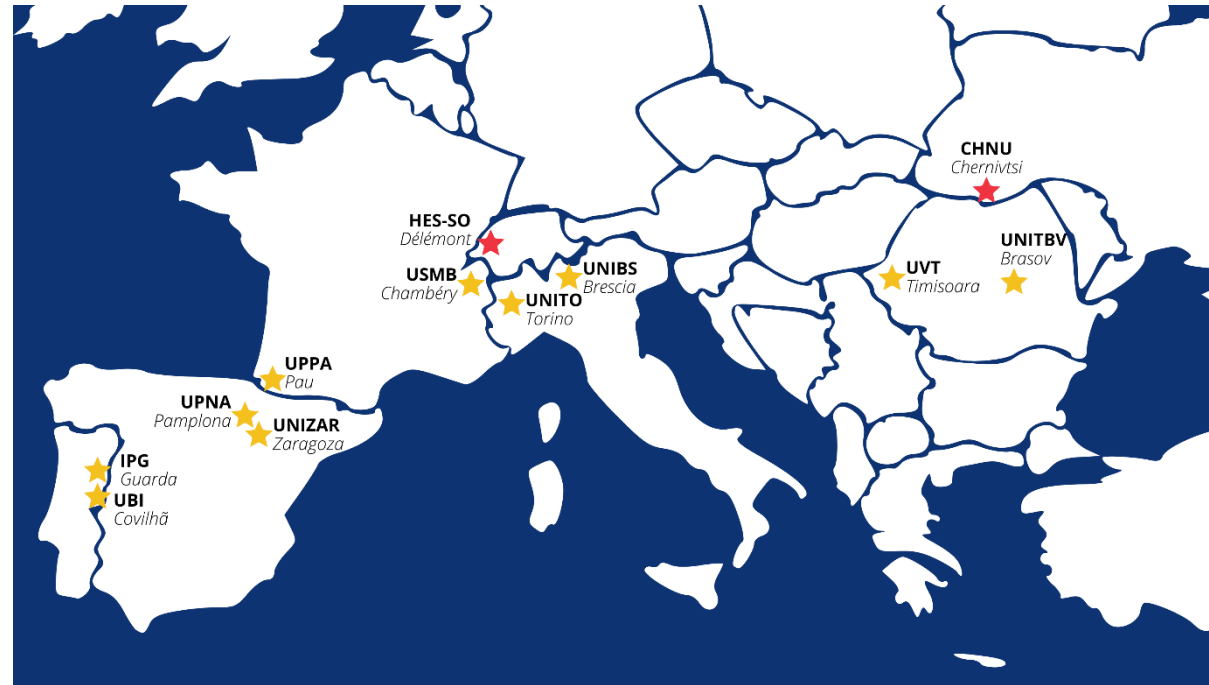 CHNU
Chernivtsi
HES-SO
Délémont
UNITBV
Brasov
USMB
Chambéry
UNIBS
Brescia
UVT
Timisoara
UNITO
Torino
UPPA
Pau
UPNA
Pamplona
UNIZAR
Zaragoza
IPG
Guarda
UBI
Covilhã